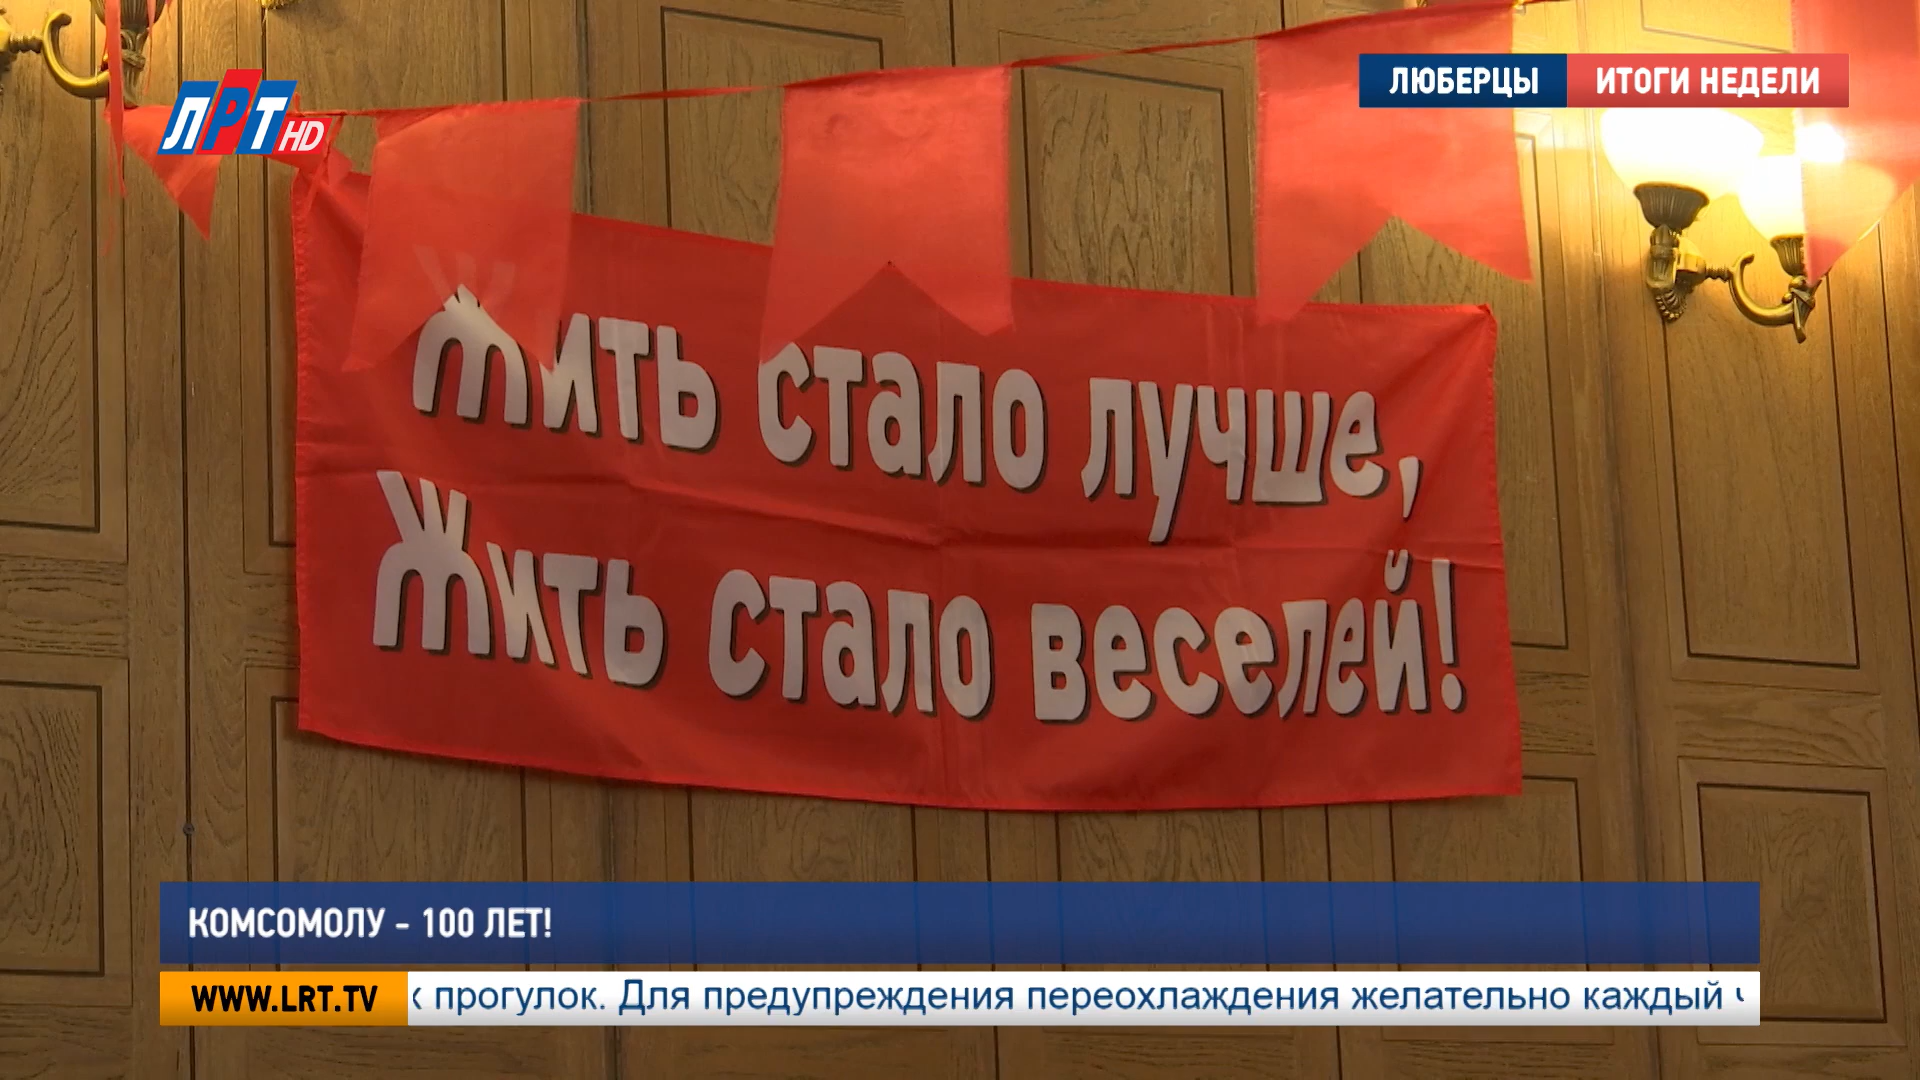 ЛРТ HD
ЛЮБЕРЦЫ ИТОГИ НЕДЕЛИ
Жить стало лучше,
Жить стало веселей!
КОМСОМОЛУ - 100 ЛЕТ!
WWW.LRT.TV прогулок. Для предупреждения переохлаждения желательно каждый